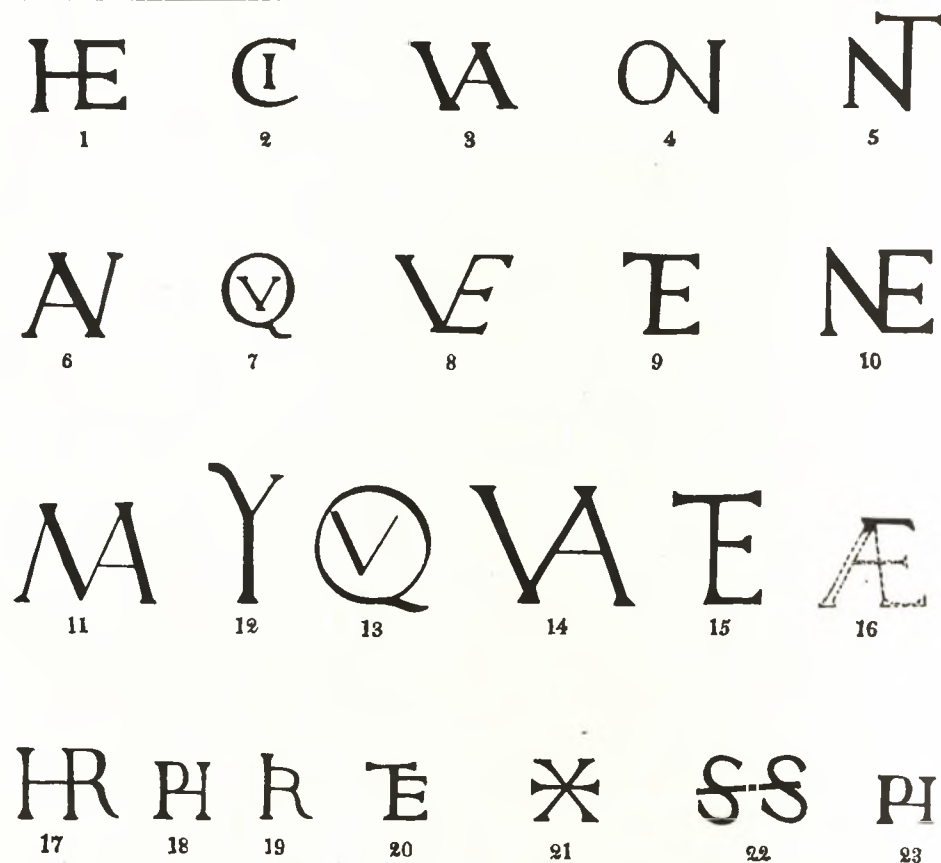 HE CI VA ON NT
1 2 3 4 5
AN QV VE TE NE
6 7 8 9 10
MA Y QV VA TE Æ
11 12 13 14 15 16
HR PH hR TE X SS PH
17 18 19 20 21 22 23